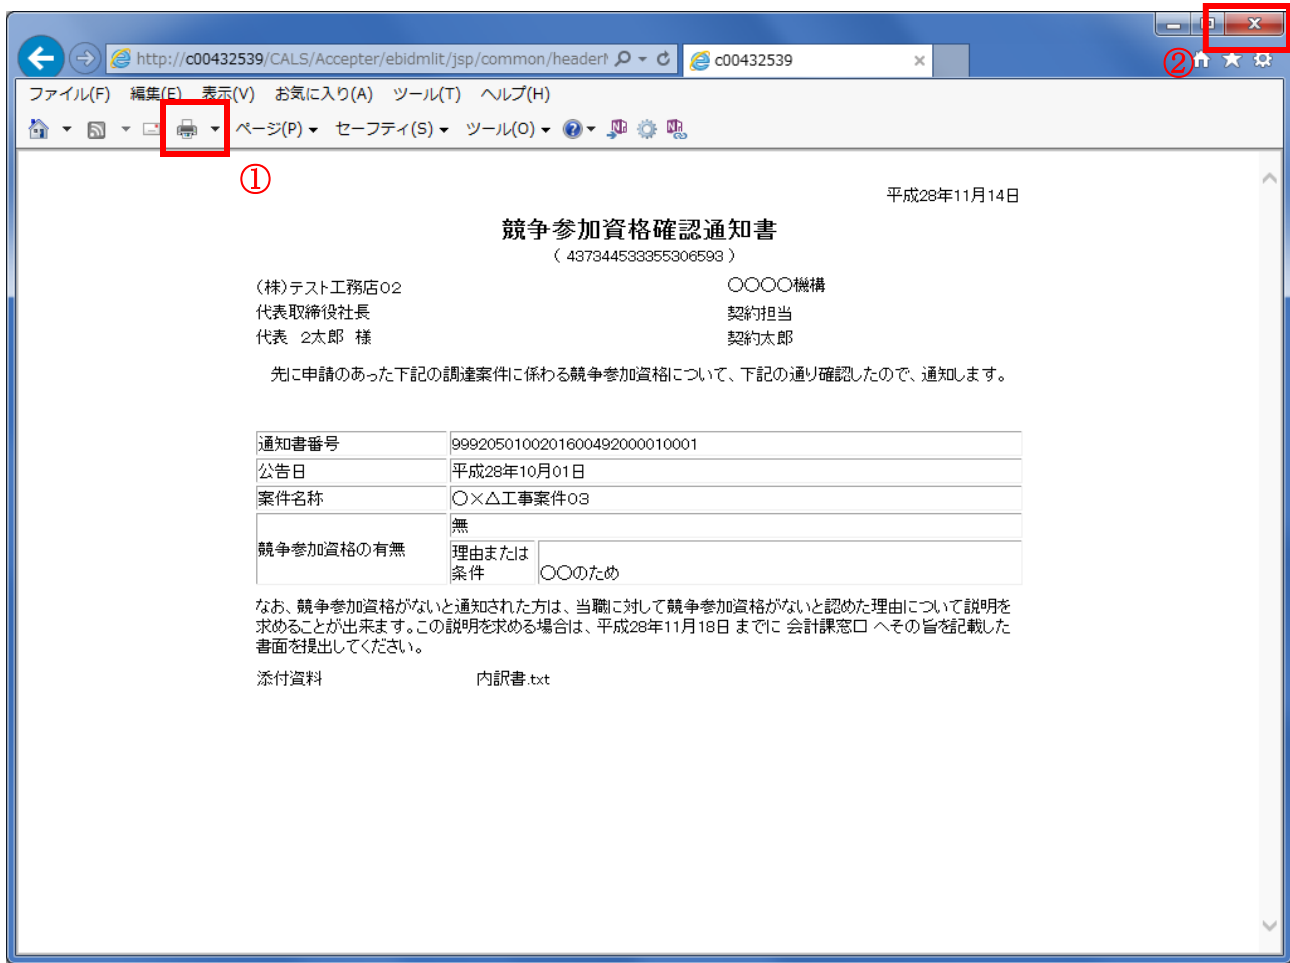 ②
http://c00432539/CALS/Accepter/ebidmlit/jsp/common/header
c00432539
ファイル(F) 編集(E) 表示(V) お気に入り(A) ツール(T) ヘルプ(H)
ページ(P) セーフティ(S) ツール(O)
①
平成28年11月14日
競争参加資格確認通知書
( 437344533355306593 )
(株)テスト工務店02
〇〇〇〇機構
代表取締役社長
契約担当
代表 2太郎 様
契約太郎
先に申請のあった下記の調達案件に係わる競争参加資格について、下記の通り確認したので、通知します。
通知書番号 9992050100201600492000010001
公告日 平成28年10月01日
案件名称 〇×△工事案件03
競争参加資格の有無 無
理由または条件 〇〇のため
なお、競争参加資格がないと通知された方は、当職に対して競争参加資格がないと認めた理由について説明を
求めることが出来ます。この説明を求める場合は、平成28年11月18日 までに 会計課窓口 へその旨を記載した
書面を提出してください。
添付資料 内訳書.txt